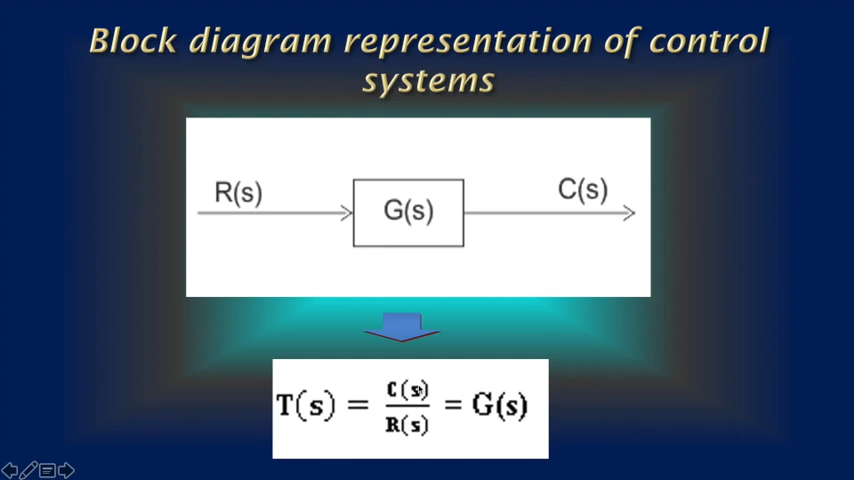 Block diagram representation of control
systems
R(s)
G(s)
C(s)
T(s) = C(s)/R(s) = G(s)